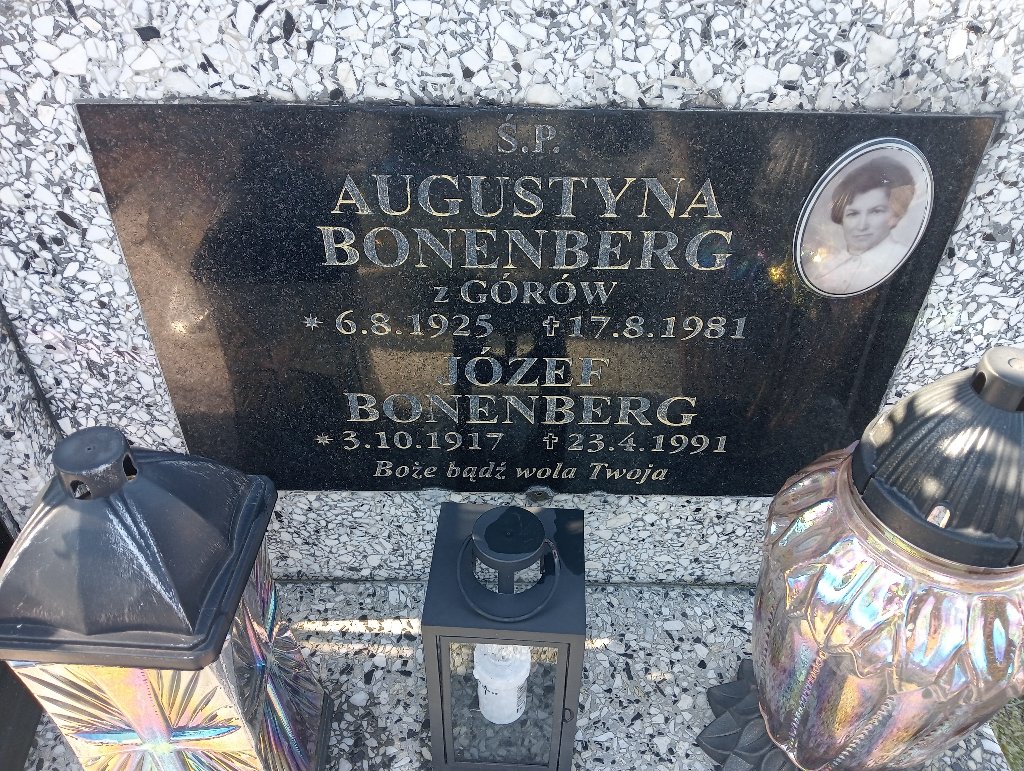 Ś.P.
AUGUSTYNA
BONENBERG
z GÓRÓW
* 6.8.1925 ✝17.8.1981
JÓZEF
BONENBERG
* 3.10.1917 ✝ 23.4.1991
Boże bądź wola Twoja